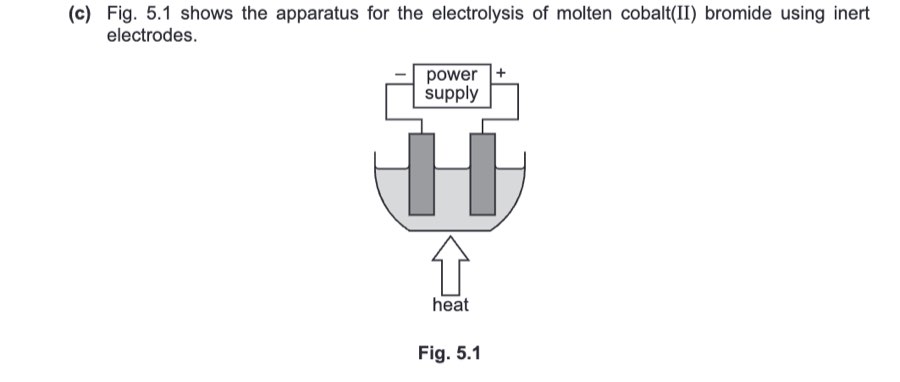 (c) Fig. 5.1 shows the apparatus for the electrolysis of molten cobalt(II) bromide using inert
electrodes.
– power +
supply
heat
Fig. 5.1